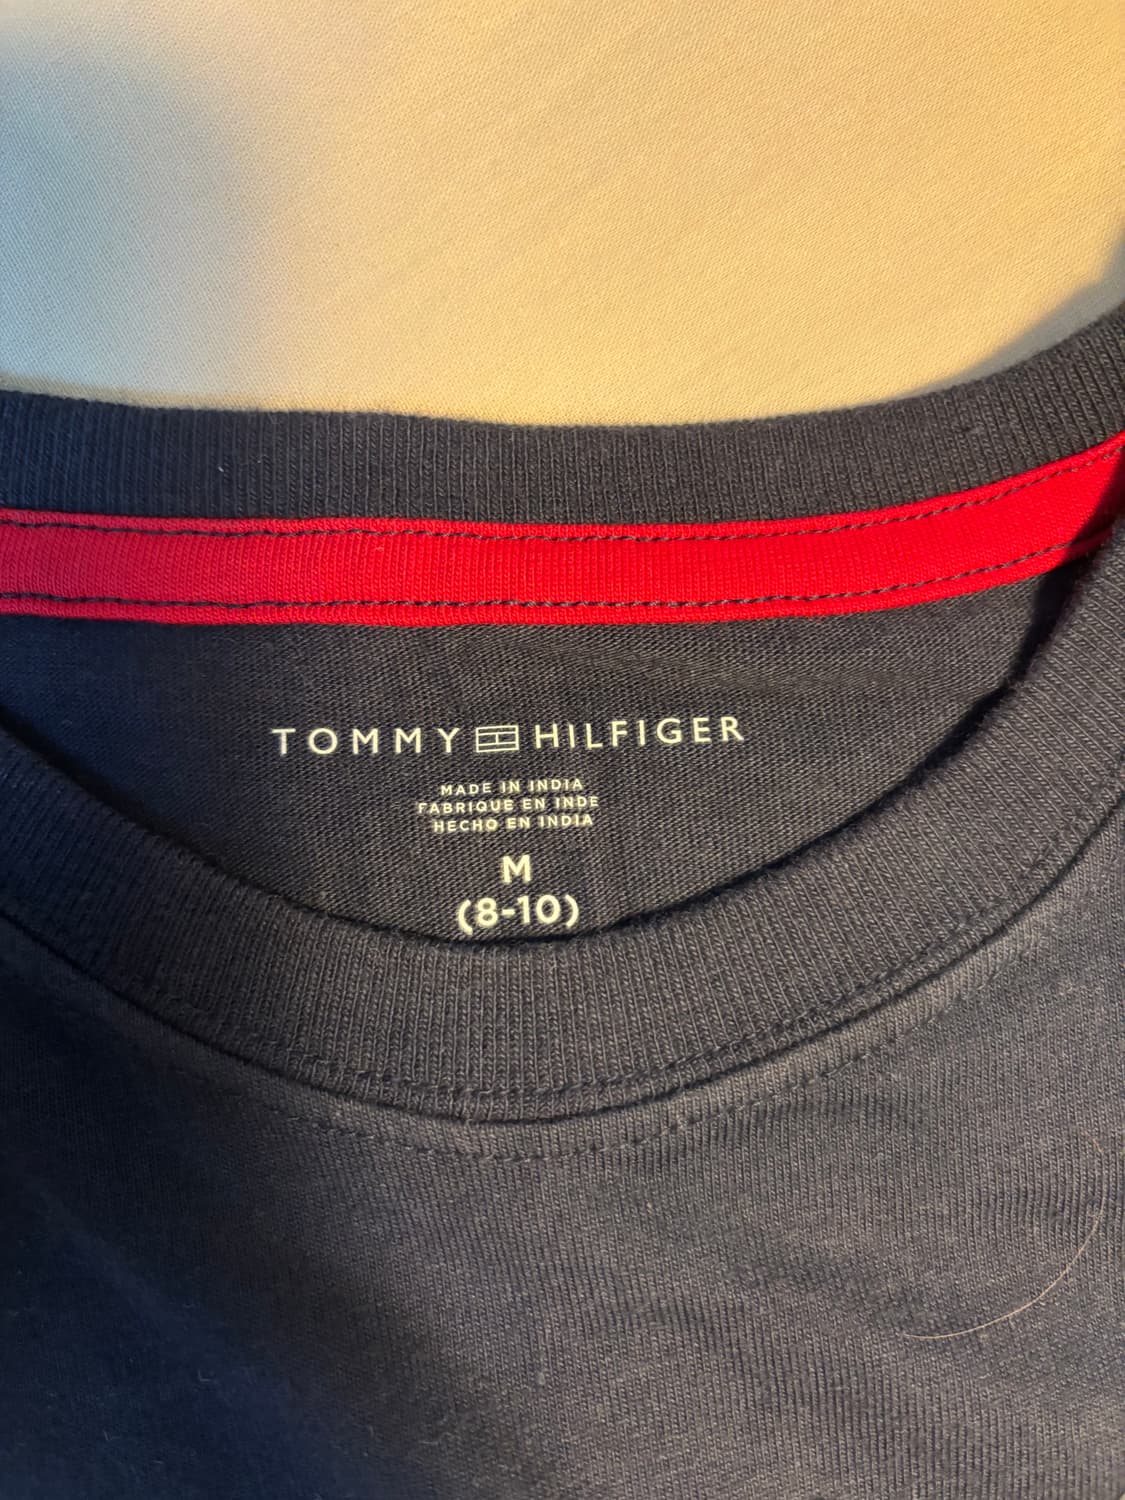 TOMMY HILFIGER
MADE IN INDIA
FABRIQUE EN INDE
HECHO EN INDIA
M
(8-10)